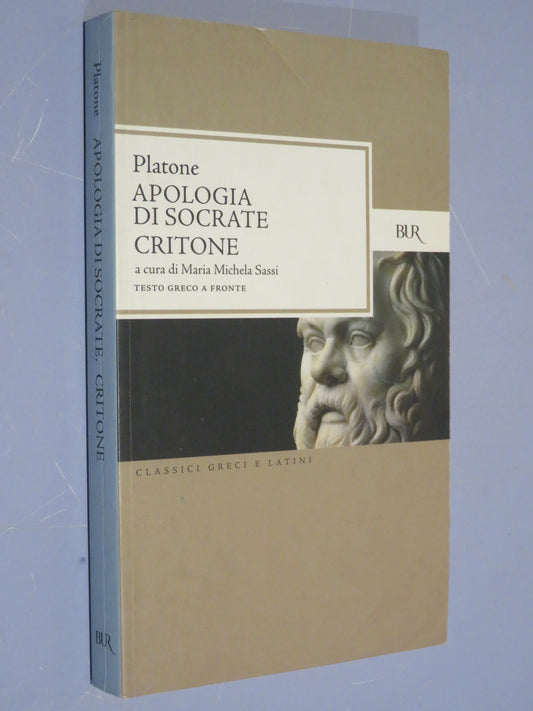 Platone
APOLOGIA
DI SOCRATE
CRITONE
a cura di Maria Michela Sassi
TESTO GRECO A FRONTE
BUR
CLASSICI GRECI E LATINI
Platone APOLOGIA DI SOCRATE. CRITONE
BUR